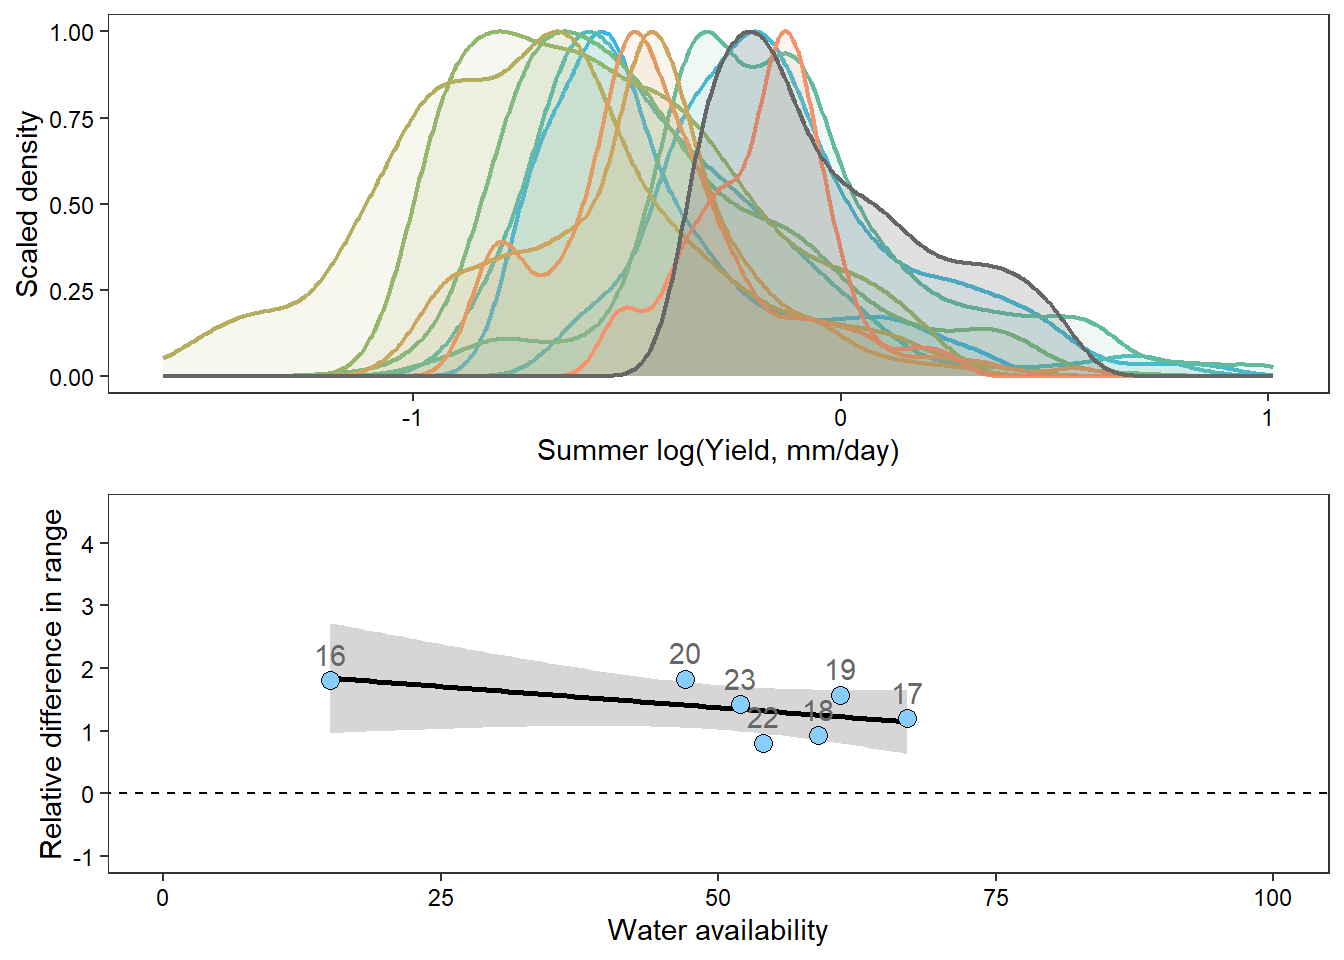 1.00
0.75
0.50
0.25
0.00
Scaled density
-1 0 1
Summer log(Yield, mm/day)
4
3
2
1
0
-1
Relative difference in range
16 20 23 22 18 19 17
0 25 50 75 100
Water availability